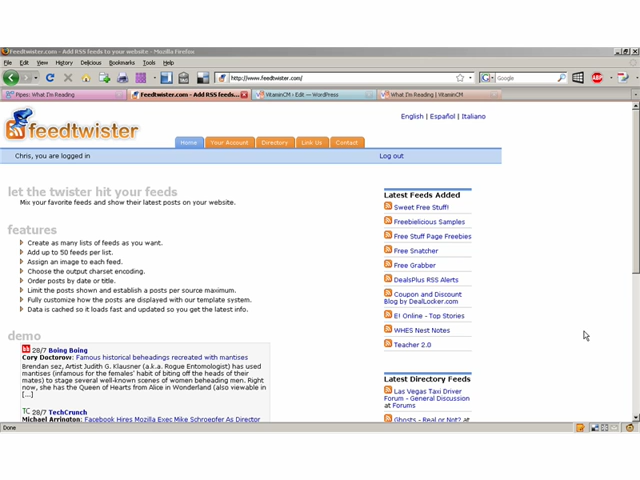 Feedtwister.com - Add RSS feeds to your website - Mozilla Firefox
File Edit View History Delicious Bookmarks Tools Help
http://www.feedtwister.com/
Google
Pipes: What I'm Reading
Feedtwister.com - Add RSS feeds...
VitaminCM › Edit — WordPress
What I'm Reading | VitaminCM
feedtwister
English | Español | Italiano
Home
Your Account
Directory
Link Us
Contact
Chris, you are logged in
Log out
let the twister hit your feeds
Mix your favorite feeds and show their latest posts on your website.
features
Create as many lists of feeds as you want.
Add up to 50 feeds per list.
Assign an image to each feed.
Choose the output charset encoding.
Order posts by date or title.
Limit the posts shown and establish a posts per source maximum.
Fully customize how the posts are displayed with our template system.
Data is cached so it loads fast and updated so you get the latest info.
demo
28/7 Boing Boing
Cory Doctorow: Famous historical beheadings recreated with mantises
Brendan sez, Artist Judith G. Klausner (a.k.a. Rogue Entomologist) has used
mantises (infamous for the females' habit of biting off the heads of their
mates) to stage several well-known scenes of women beheading men. Right
now, she has the Queen of Hearts from Alice in Wonderland (also viewable in
[...]
TC 28/7 TechCrunch
Michael Arrington: Facebook Hires Mozilla Exec Mike Schroepfer As Director
Latest Feeds Added
Sweet Free Stuff!
Freebielicious Samples
Free Stuff Page Freebies
Free Snatcher
Free Grabber
DealsPlus RSS Alerts
Coupon and Discount
Blog by DealLocker.com
E! Online - Top Stories
WHES Nest Notes
Teacher 2.0
Latest Directory Feeds
Las Vegas Taxi Driver
Forum - General Discussion
at Forums
Ghosts - Real or Not? at
Done